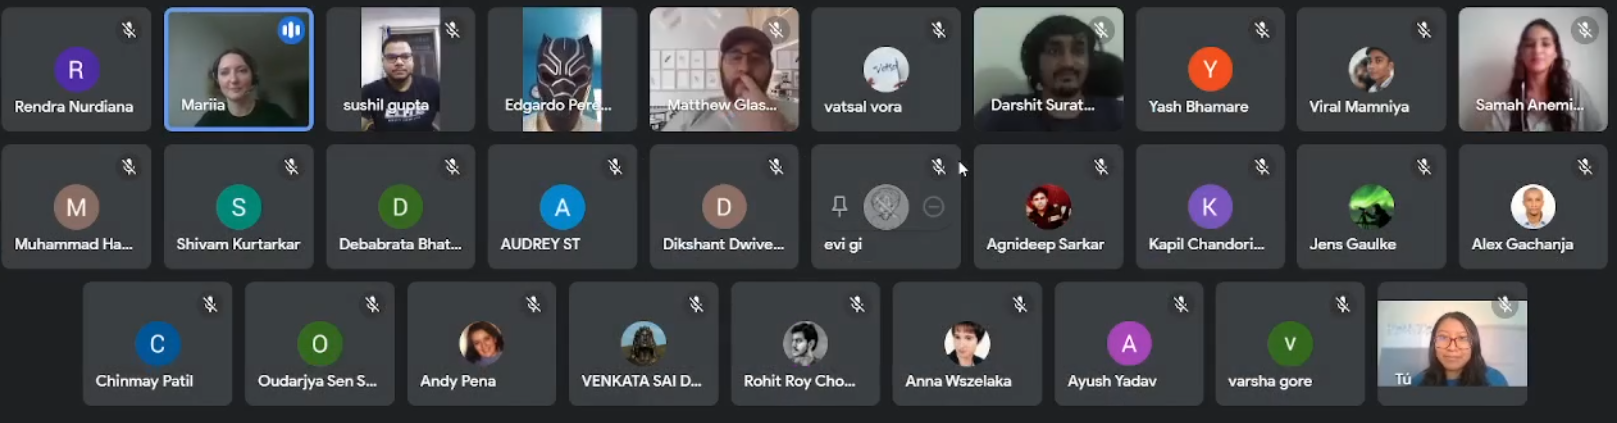 R
Rendra Nurdiana
Mariia
sushil gupta
Edgardo Pere...
Matthew Glas...
vatsal vora
Darshit Surat...
Y
Yash Bhamare
Viral Mamniya
Samah Anemi...
M
Muhammad Ha...
S
Shivam Kurtarkar
D
Debabrata Bhat...
A
AUDREY ST
D
Dikshant Dwive...
evi gi
Agnideep Sarkar
K
Kapil Chandori...
Jens Gaulke
Alex Gachanja
C
Chinmay Patil
O
Oudarjya Sen S...
Andy Pena
VENKATA SAI D...
Rohit Roy Cho...
Anna Wszelaka
A
Ayush Yadav
v
varsha gore
Tú